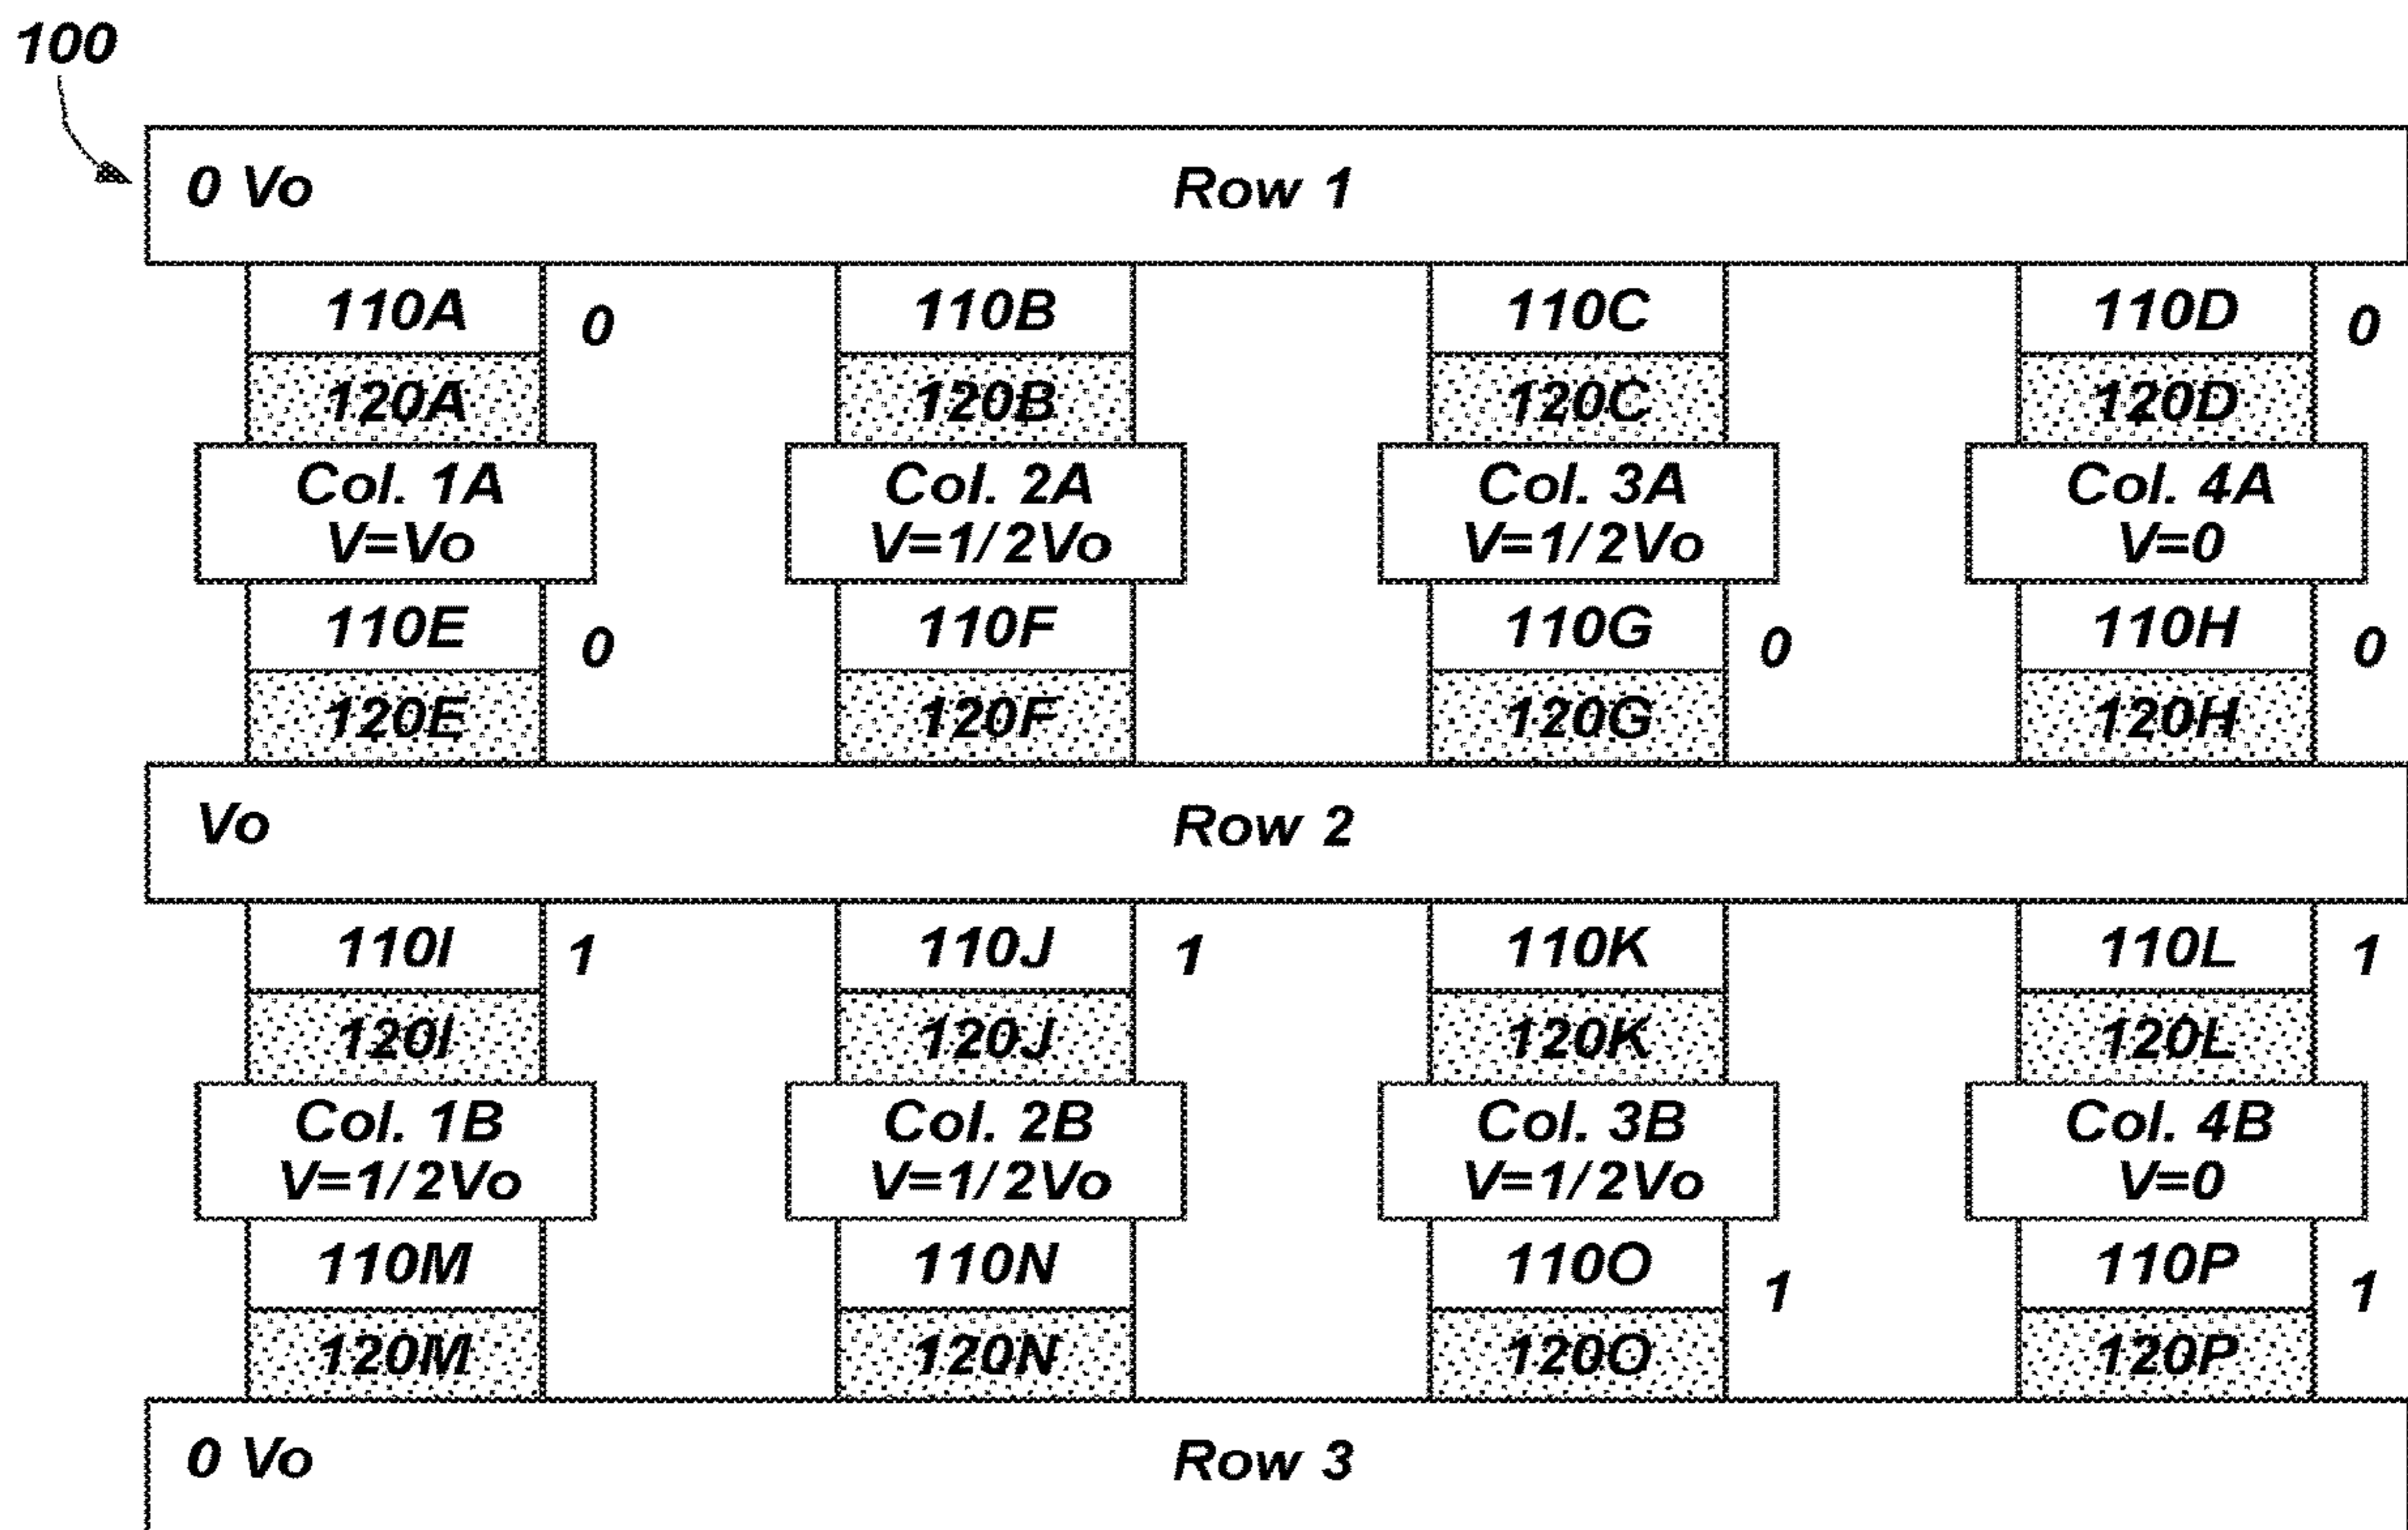 100
0 Vo Row 1
110A 0 110B 110C 110D 0
120A 120B 120C 120D
Col. 1A Col. 2A Col. 3A Col. 4A
V=Vo V=1/2Vo V=1/2Vo V=0
110E 0 110F 110G 0 110H 0
120E 120F 120G 120H
Vo Row 2
110I 1 110J 1 110K 110L 1
120I 120J 120K 120L
Col. 1B Col. 2B Col. 3B Col. 4B
V=1/2Vo V=1/2Vo V=1/2Vo V=0
110M 110N 110O 1 110P 1
120M 120N 120O 120P
0 Vo Row 3